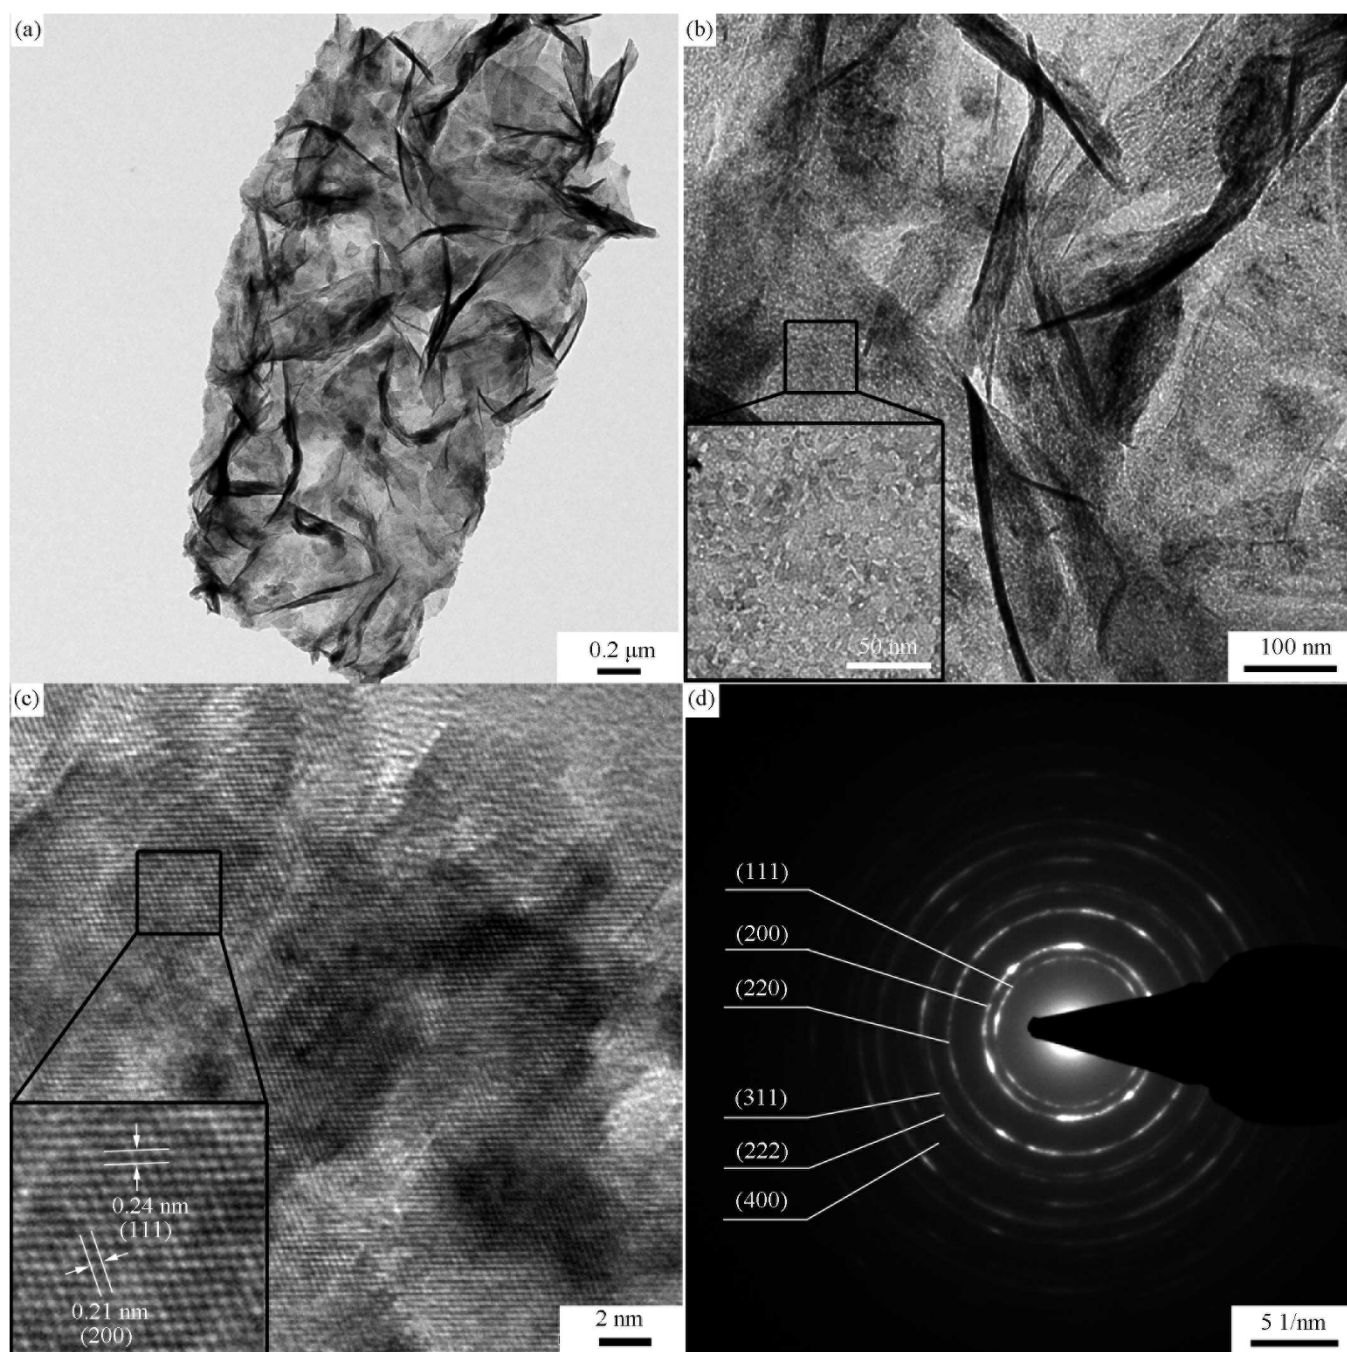 (a)
0.2 μm
(b)
50 nm
100 nm
(c)
0.24 nm
(111)
0.21 nm
(200)
2 nm
(d)
(111)
(200)
(220)
(311)
(222)
(400)
5 1/nm